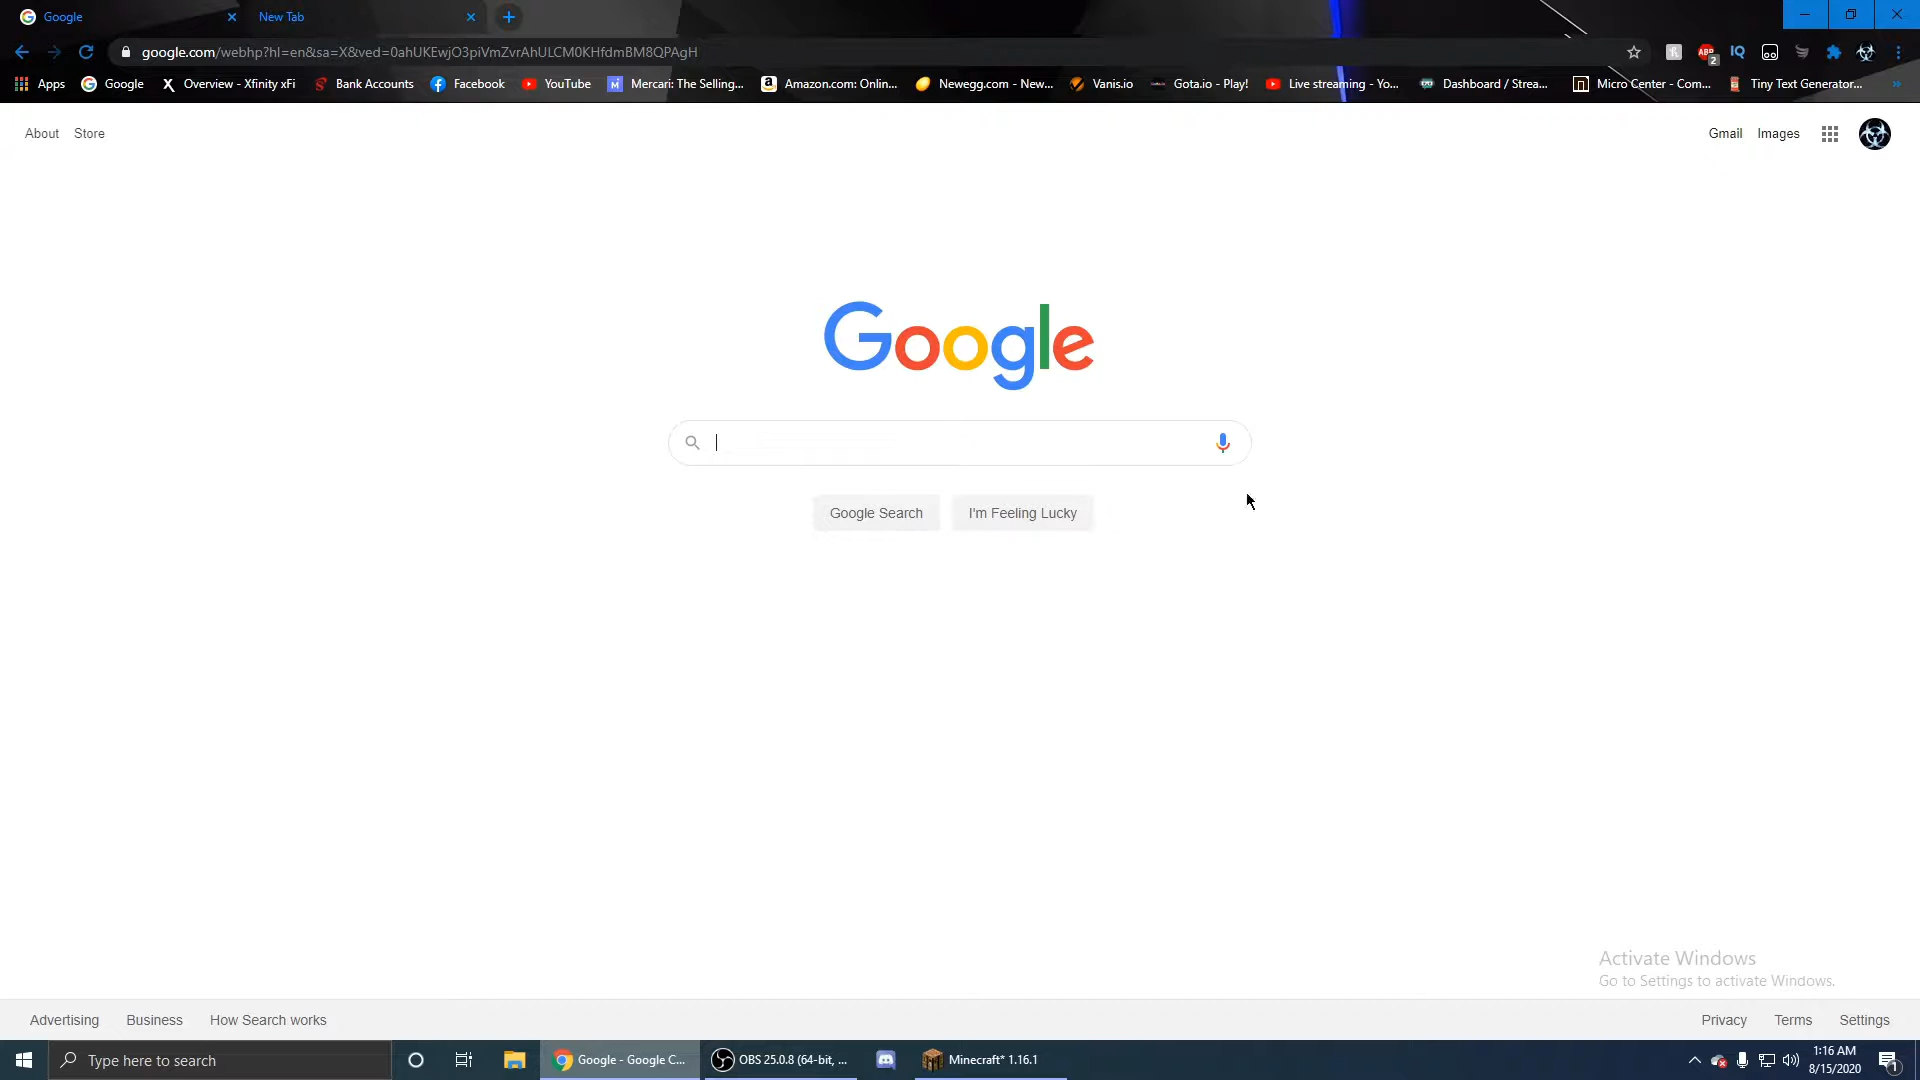 Google
New Tab
google.com/webhp?hl=en&sa=X&ved=0ahUKEwjO3piVmZvrAhULCM0KHfdmBM8QPAgH
ABP
2
IQ
Apps
Google
Overview - Xfinity xFi
Bank Accounts
Facebook
YouTube
Mercari: The Selling...
Amazon.com: Onlin...
Newegg.com - New...
Vanis.io
Gota.io - Play!
Live streaming - Yo...
Dashboard / Strea...
Micro Center - Com...
Tiny Text Generator...
About
Store
Gmail
Images
Google
Google Search
I'm Feeling Lucky
Activate Windows
Go to Settings to activate Windows.
Advertising
Business
How Search works
Privacy
Terms
Settings
Type here to search
Google - Google C...
OBS 25.0.8 (64-bit, ...
Minecraft* 1.16.1
1:16 AM
8/15/2020
1